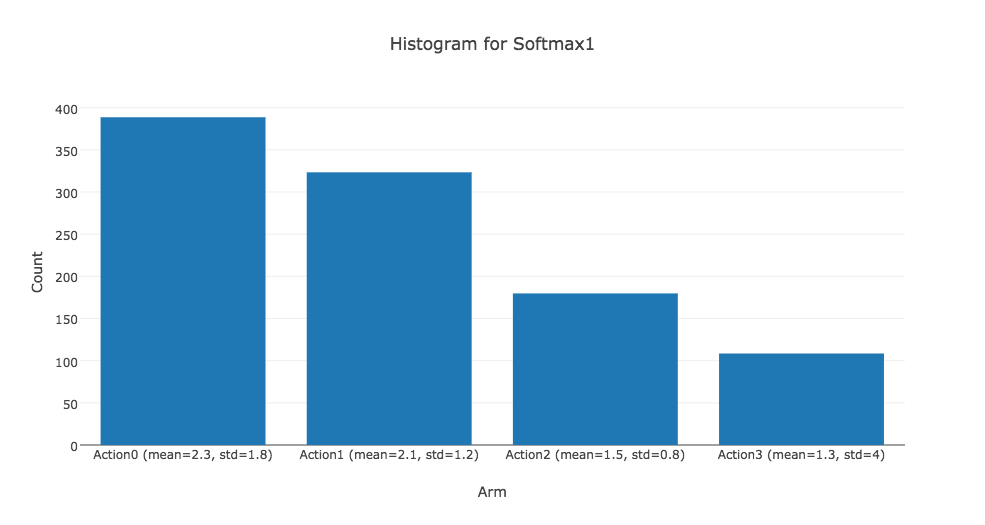 Histogram for Softmax1
400
350
300
250
200
150
100
50
0
Count
Action0 (mean=2.3, std=1.8) Action1 (mean=2.1, std=1.2) Action2 (mean=1.5, std=0.8) Action3 (mean=1.3, std=4)
Arm